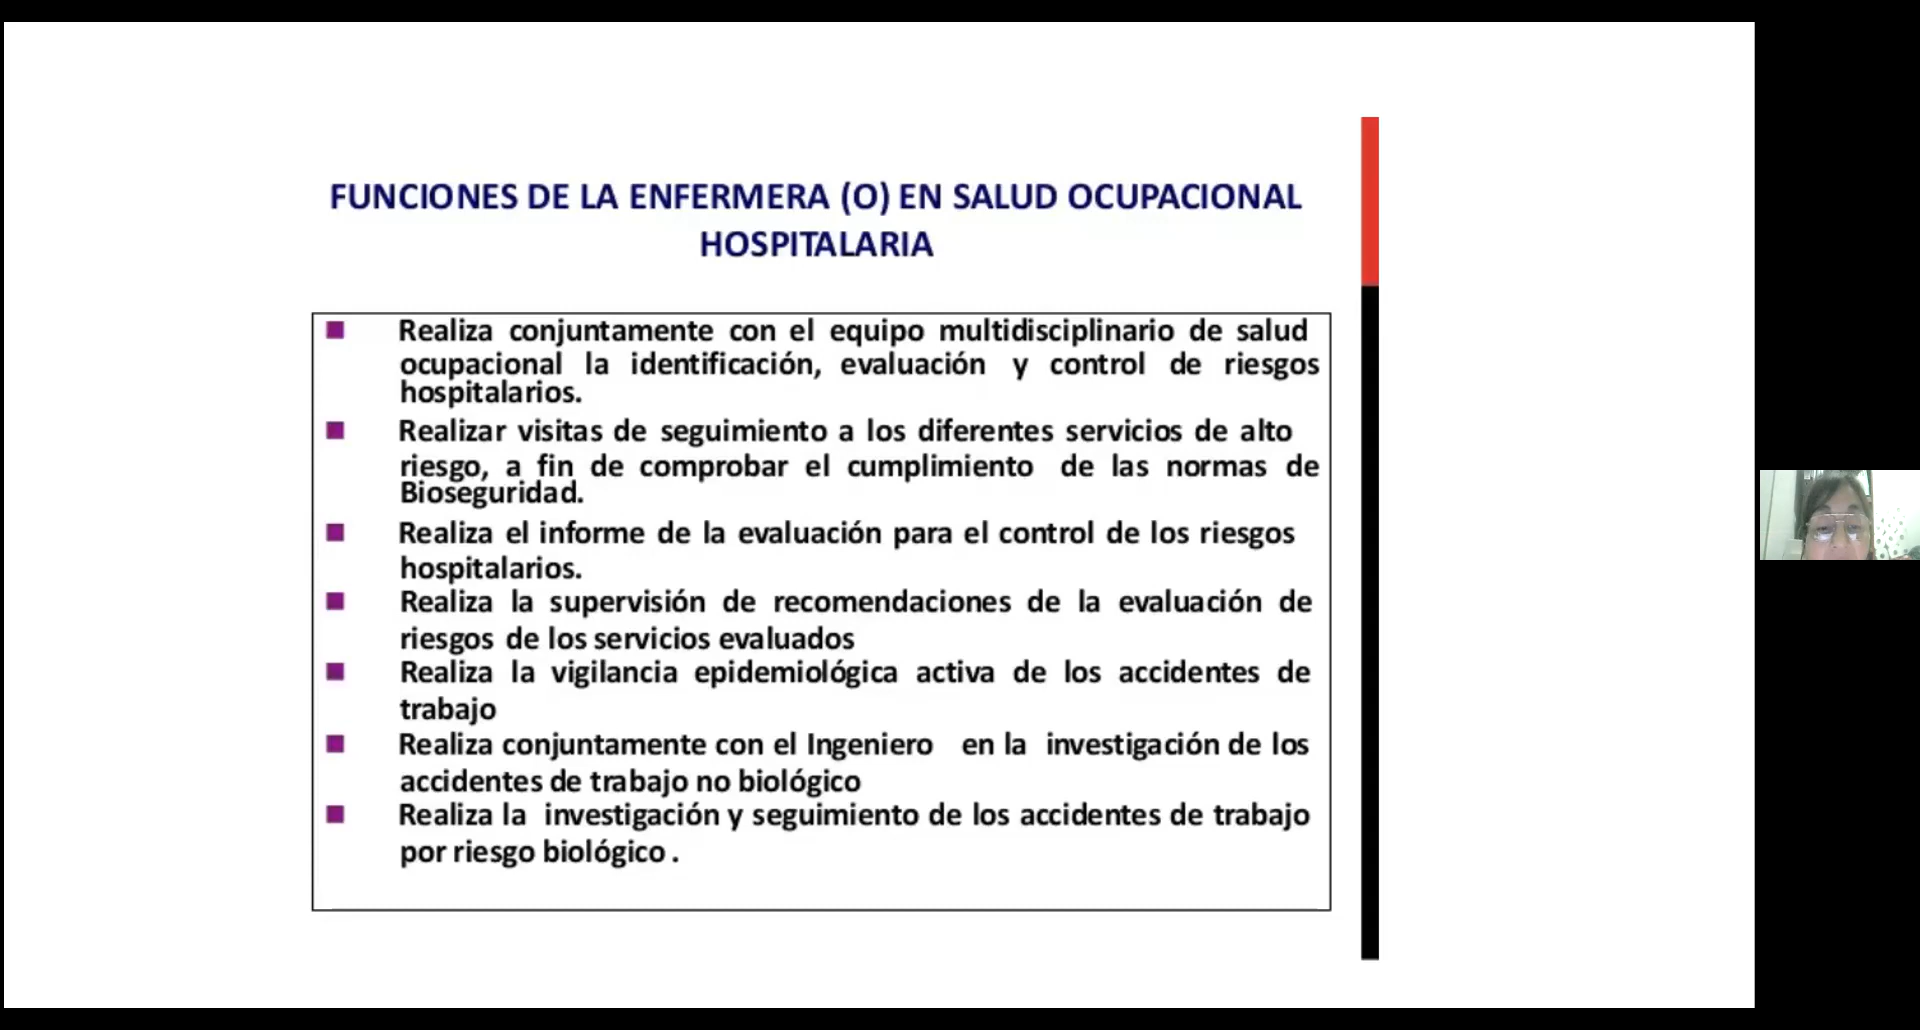 FUNCIONES DE LA ENFERMERA (O) EN SALUD OCUPACIONAL
HOSPITALARIA
Realiza conjuntamente con el equipo multidisciplinario de salud
ocupacional la identificación, evaluación y control de riesgos
hospitalarios.
Realizar visitas de seguimiento a los diferentes servicios de alto
riesgo, a fin de comprobar el cumplimiento de las normas de
Bioseguridad.
Realiza el informe de la evaluación para el control de los riesgos
hospitalarios.
Realiza la supervisión de recomendaciones de la evaluación de
riesgos de los servicios evaluados
Realiza la vigilancia epidemiológica activa de los accidentes de
trabajo
Realiza conjuntamente con el Ingeniero en la investigación de los
accidentes de trabajo no biológico
Realiza la investigación y seguimiento de los accidentes de trabajo
por riesgo biológico .